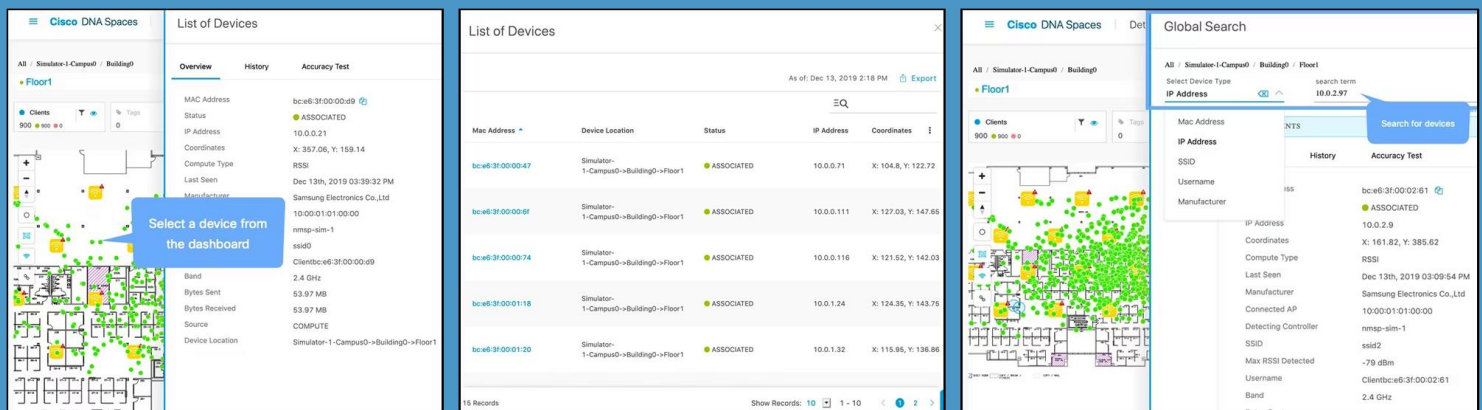 Cisco DNA Spaces
All / Simulator-1-Campus0 / Building0
Floor1
Clients
900 900 0
Tags
0
List of Devices
Overview History Accuracy Test
MAC Address bc:e6:3f:00:00:d9
Status ASSOCIATED
IP Address 10.0.0.21
Coordinates X: 357.06, Y: 159.14
Compute Type RSSI
Last Seen Dec 13th, 2019 03:39:32 PM
Manufacturer Samsung Electronics Co.,Ltd
10:00:01:01:00:00
nmsp-sim-1
ssid0
Clientbc:e6:3f:00:00:d9
Band 2.4 GHz
Bytes Sent 53.97 MB
Bytes Received 53.97 MB
Source COMPUTE
Device Location Simulator-1-Campus0->Building0->Floor1
Select a device from
the dashboard
List of Devices
As of: Dec 13, 2019 2:18 PM Export
Mac Address Device Location Status IP Address Coordinates
bc:e6:3f:00:00:47 Simulator-
1-Campus0->Building0->Floor1 ASSOCIATED 10.0.0.71 X: 104.8, Y: 122.72
bc:e6:3f:00:00:6f Simulator-
1-Campus0->Building0->Floor1 ASSOCIATED 10.0.0.111 X: 127.03, Y: 147.65
bc:e6:3f:00:00:74 Simulator-
1-Campus0->Building0->Floor1 ASSOCIATED 10.0.0.116 X: 121.52, Y: 142.03
bc:e6:3f:00:01:18 Simulator-
1-Campus0->Building0->Floor1 ASSOCIATED 10.0.1.24 X: 124.35, Y: 143.75
bc:e6:3f:00:01:20 Simulator-
1-Campus0->Building0->Floor1 ASSOCIATED 10.0.1.32 X: 115.95, Y: 136.86
15 Records Show Records: 10 1 - 10 1 2
Cisco DNA Spaces Det
All / Simulator-1-Campus0 / Building0
Floor1
Clients
900 900 0
Tags
0
Global Search
All / Simulator-1-Campus0 / Building0 / Floor1
Select Device Type search term
IP Address 10.0.2.97
Search for devices
Mac Address
IP Address
SSID
Username
Manufacturer
NTS
History Accuracy Test
ss bc:e6:3f:00:02:61
ASSOCIATED
IP Address 10.0.2.9
Coordinates X: 161.82, Y: 385.62
Compute Type RSSI
Last Seen Dec 13th, 2019 03:09:54 PM
Manufacturer Samsung Electronics Co.,Ltd
Connected AP 10:00:01:01:00:00
Detecting Controller nmsp-sim-1
SSID ssid2
Max RSSI Detected -79 dBm
Username Clientbc:e6:3f:00:02:61
Band 2.4 GHz